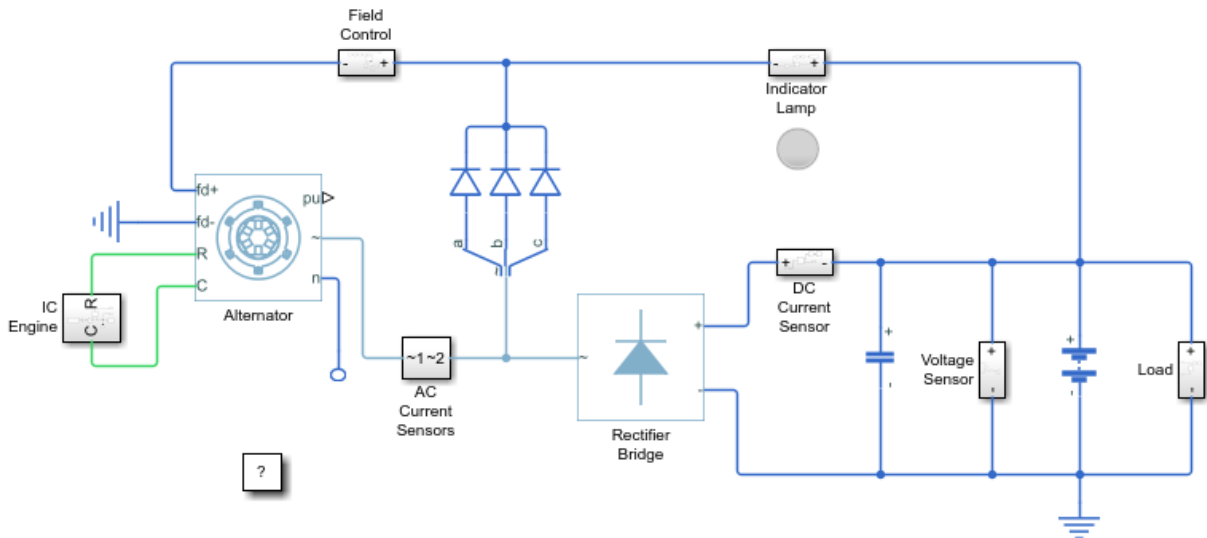 Field
Control
- +
- +
Indicator
Lamp
fd+
pu
fd-
~
R
n
C
Alternator
a
b
c
IC
Engine
R
C
~1 ~2
AC
Current
Sensors
+ -
DC
Current
Sensor
~
+
-
Rectifier
Bridge
+
-
Voltage
Sensor
+
-
+
-
Load
+
-
?